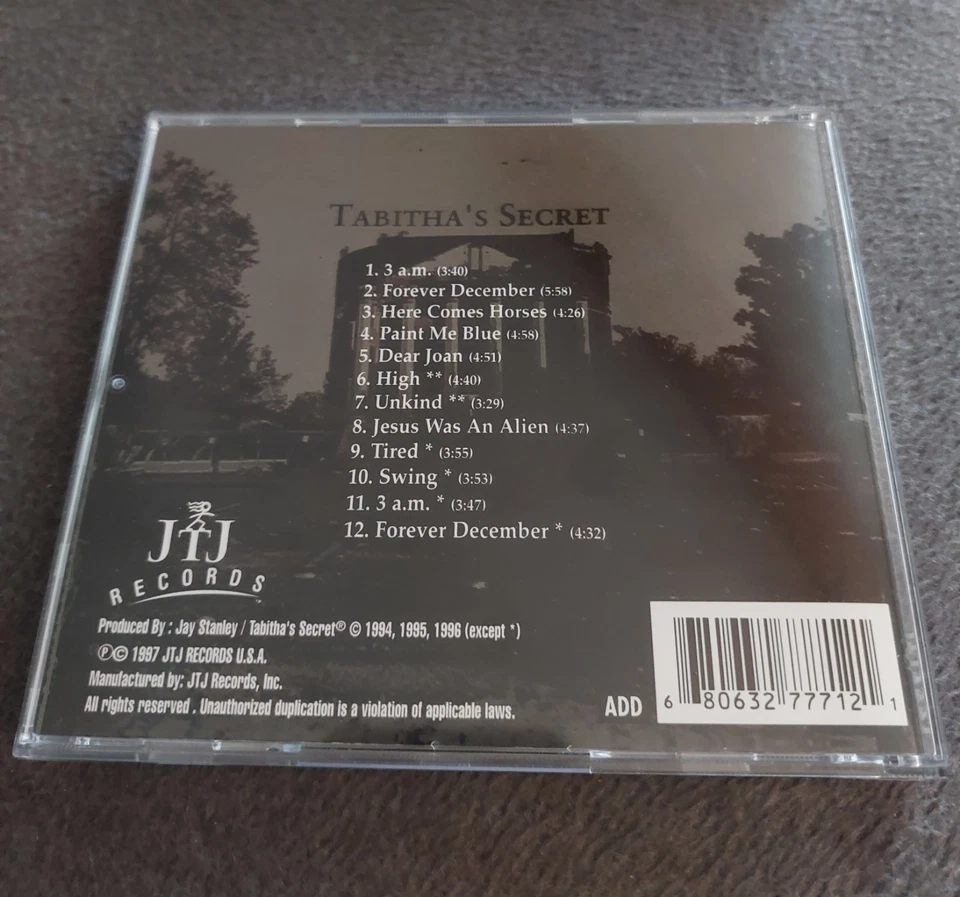 TABITHA'S SECRET
1. 3 a.m. (3:40)
2. Forever December (5:58)
3. Here Comes Horses (4:26)
4. Paint Me Blue (4:58)
5. Dear Joan (4:51)
6. High ** (4:40)
7. Unkind ** (3:29)
8. Jesus Was An Alien (4:37)
9. Tired * (3:55)
10. Swing * (3:53)
11. 3 a.m. * (3:47)
12. Forever December * (4:32)
JTJ
RECORDS
Produced By : Jay Stanley / Tabitha's Secret® © 1994, 1995, 1996 (except *)
℗© 1997 JTJ RECORDS U.S.A.
Manufactured by: JTJ Records, Inc.
All rights reserved . Unauthorized duplication is a violation of applicable laws.
ADD
6 80632 77712 1